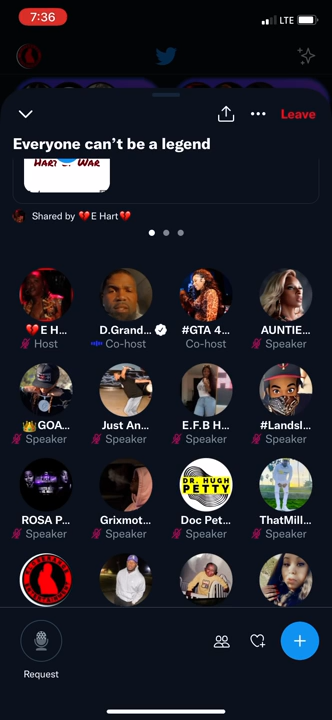 7:36
LTE
Leave
Everyone can't be a legend
HART OF WAR
Shared by 💔E Hart💔
💔E H... D.Grand... #GTA 4... AUNTIE...
Host Co-host Co-host Speaker
👑GOA... Just An... E.F.B H... #Landsl...
Speaker Speaker Speaker Speaker
DR. HUGH
PETTY
ROSA P... Grixmot... Doc Pet... ThatMill...
Speaker Speaker Speaker Speaker
Request